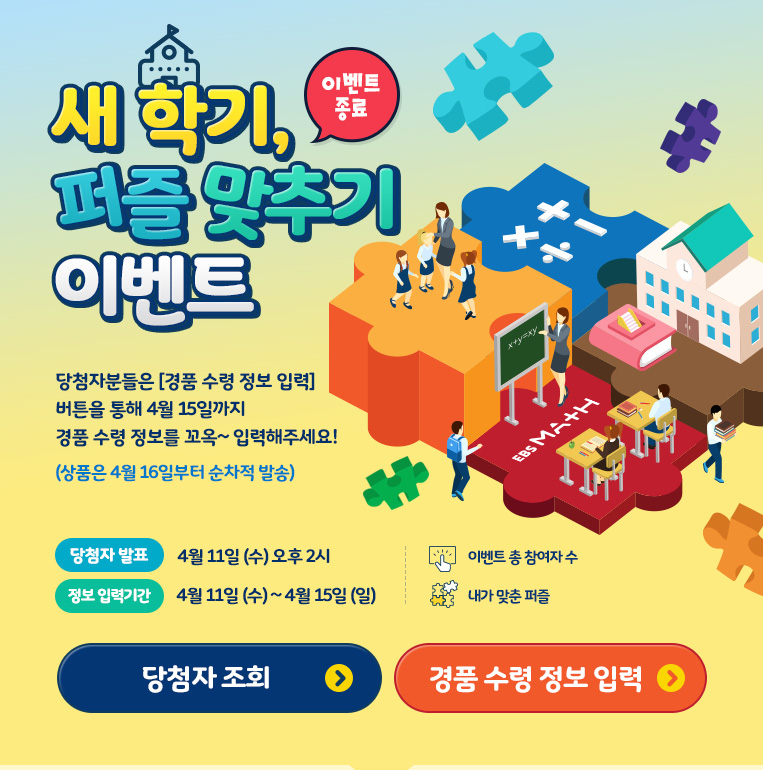 새 학기,
이벤트
종료
퍼즐 맞추기
이벤트
당첨자분들은 [경품 수령 정보 입력]
버튼을 통해 4월 15일까지
경품 수령 정보를 꼬옥~ 입력해주세요!
(상품은 4월 16일부터 순차적 발송)
x+y=xy
EBS MATH
당첨자 발표 4월 11일 (수) 오후 2시
정보 입력기간 4월 11일 (수) ~ 4월 15일 (일)
이벤트 총 참여자 수
내가 맞춘 퍼즐
당첨자 조회
경품 수령 정보 입력